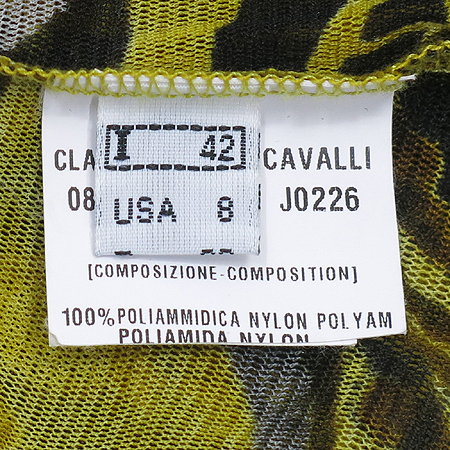 I 42
USA 8
CLA CAVALLI
08 J0226
[COMPOSIZIONE-COMPOSITION]
100% POLIAMMIDICA NYLON POLYAM
POLIAMIDA NYLON